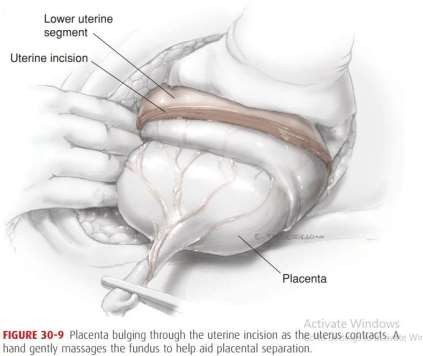 Lower uterine
segment
Uterine incision
Placenta
Activate Windows
FIGURE 30-9 Placenta bulging through the uterine incision as the uterus contracts. A
hand gently massages the fundus to help aid placental separation.